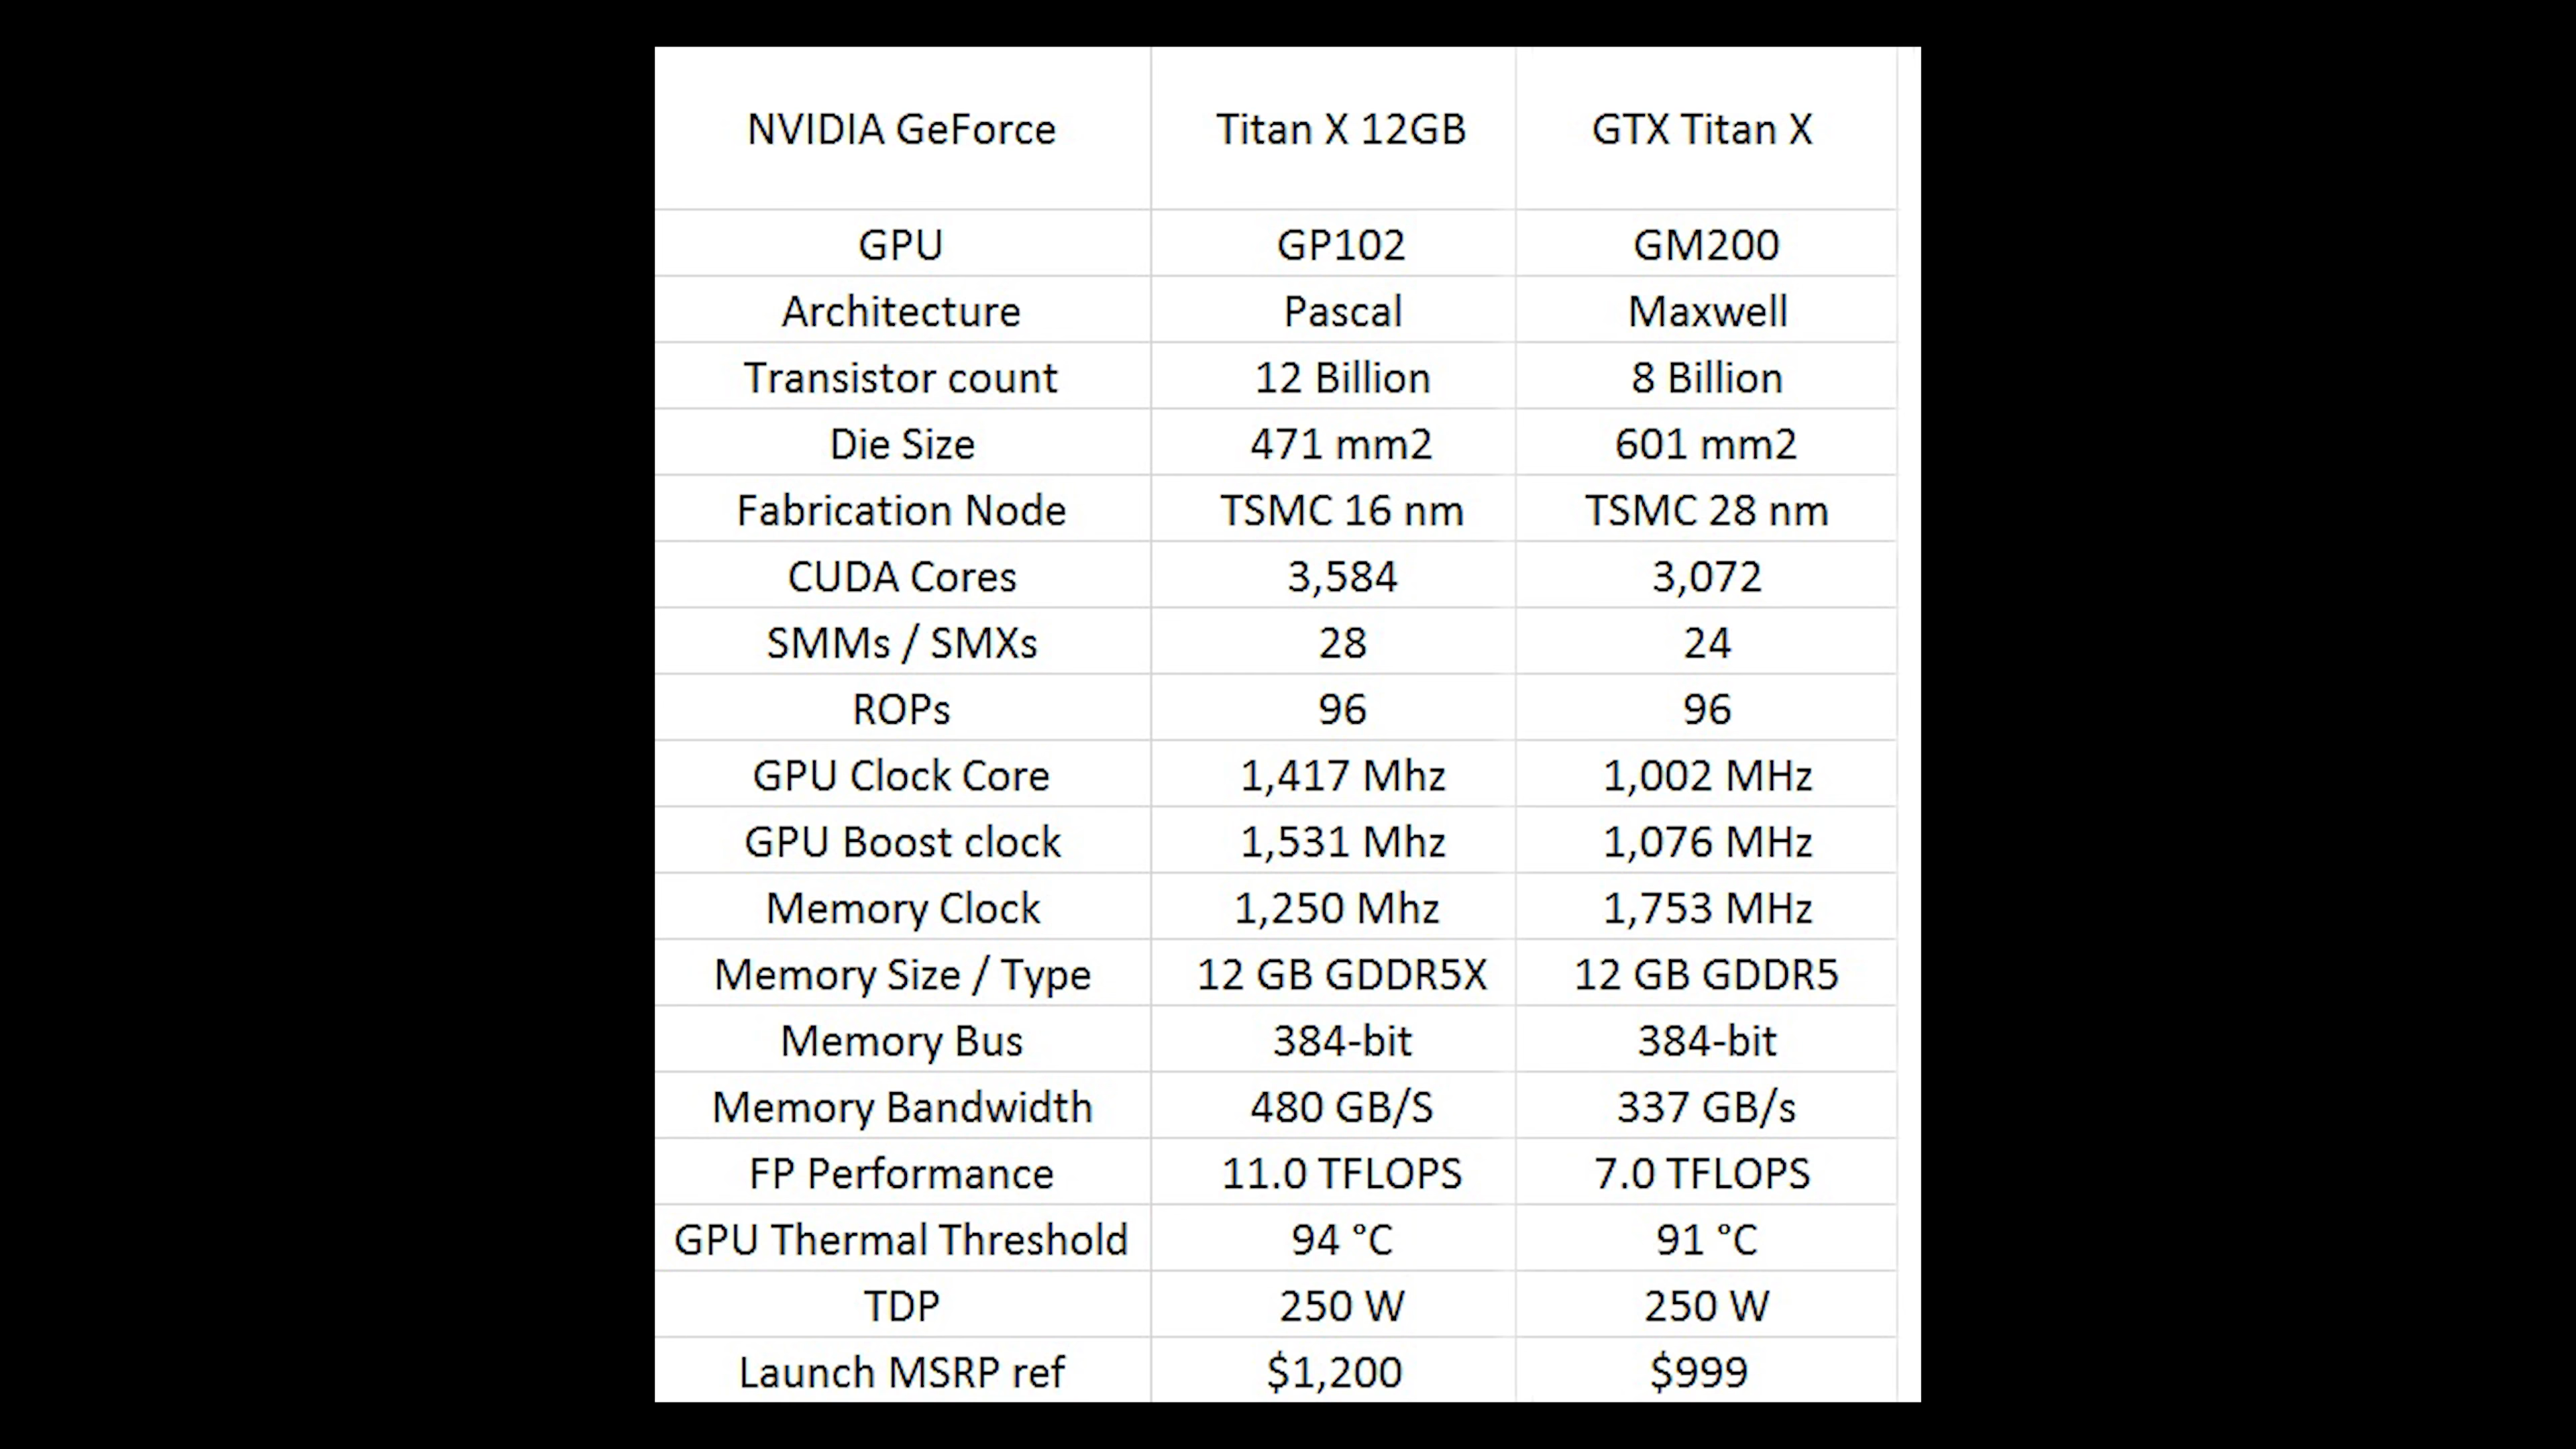 NVIDIA GeForce Titan X 12GB GTX Titan X
GPU GP102 GM200
Architecture Pascal Maxwell
Transistor count 12 Billion 8 Billion
Die Size 471 mm2 601 mm2
Fabrication Node TSMC 16 nm TSMC 28 nm
CUDA Cores 3,584 3,072
SMMs / SMXs 28 24
ROPs 96 96
GPU Clock Core 1,417 Mhz 1,002 MHz
GPU Boost clock 1,531 Mhz 1,076 MHz
Memory Clock 1,250 Mhz 1,753 MHz
Memory Size / Type 12 GB GDDR5X 12 GB GDDR5
Memory Bus 384-bit 384-bit
Memory Bandwidth 480 GB/S 337 GB/s
FP Performance 11.0 TFLOPS 7.0 TFLOPS
GPU Thermal Threshold 94 °C 91 °C
TDP 250 W 250 W
Launch MSRP ref $1,200 $999